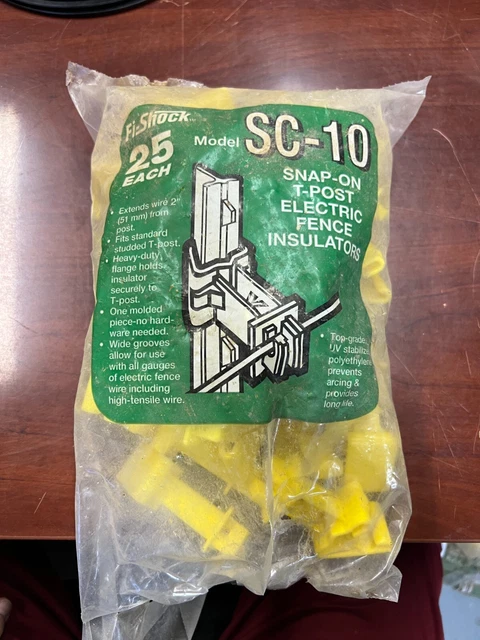 Fi-Shock
25
EACH
Model SC-10
SNAP-ON
T-POST
ELECTRIC
FENCE
INSULATORS
• Extends wire 2"
(51 mm) from
post.
• Fits standard
studded T-post.
• Heavy-duty
flange holds
insulator
securely to
T-post.
• One molded
piece-no hard-
ware needed.
• Wide grooves
allow for use
with all gauges
of electric fence
wire including
high-tensile wire.
• Top-grade,
UV stabilized
polyethylene
prevents
arcing &
provides
long life.